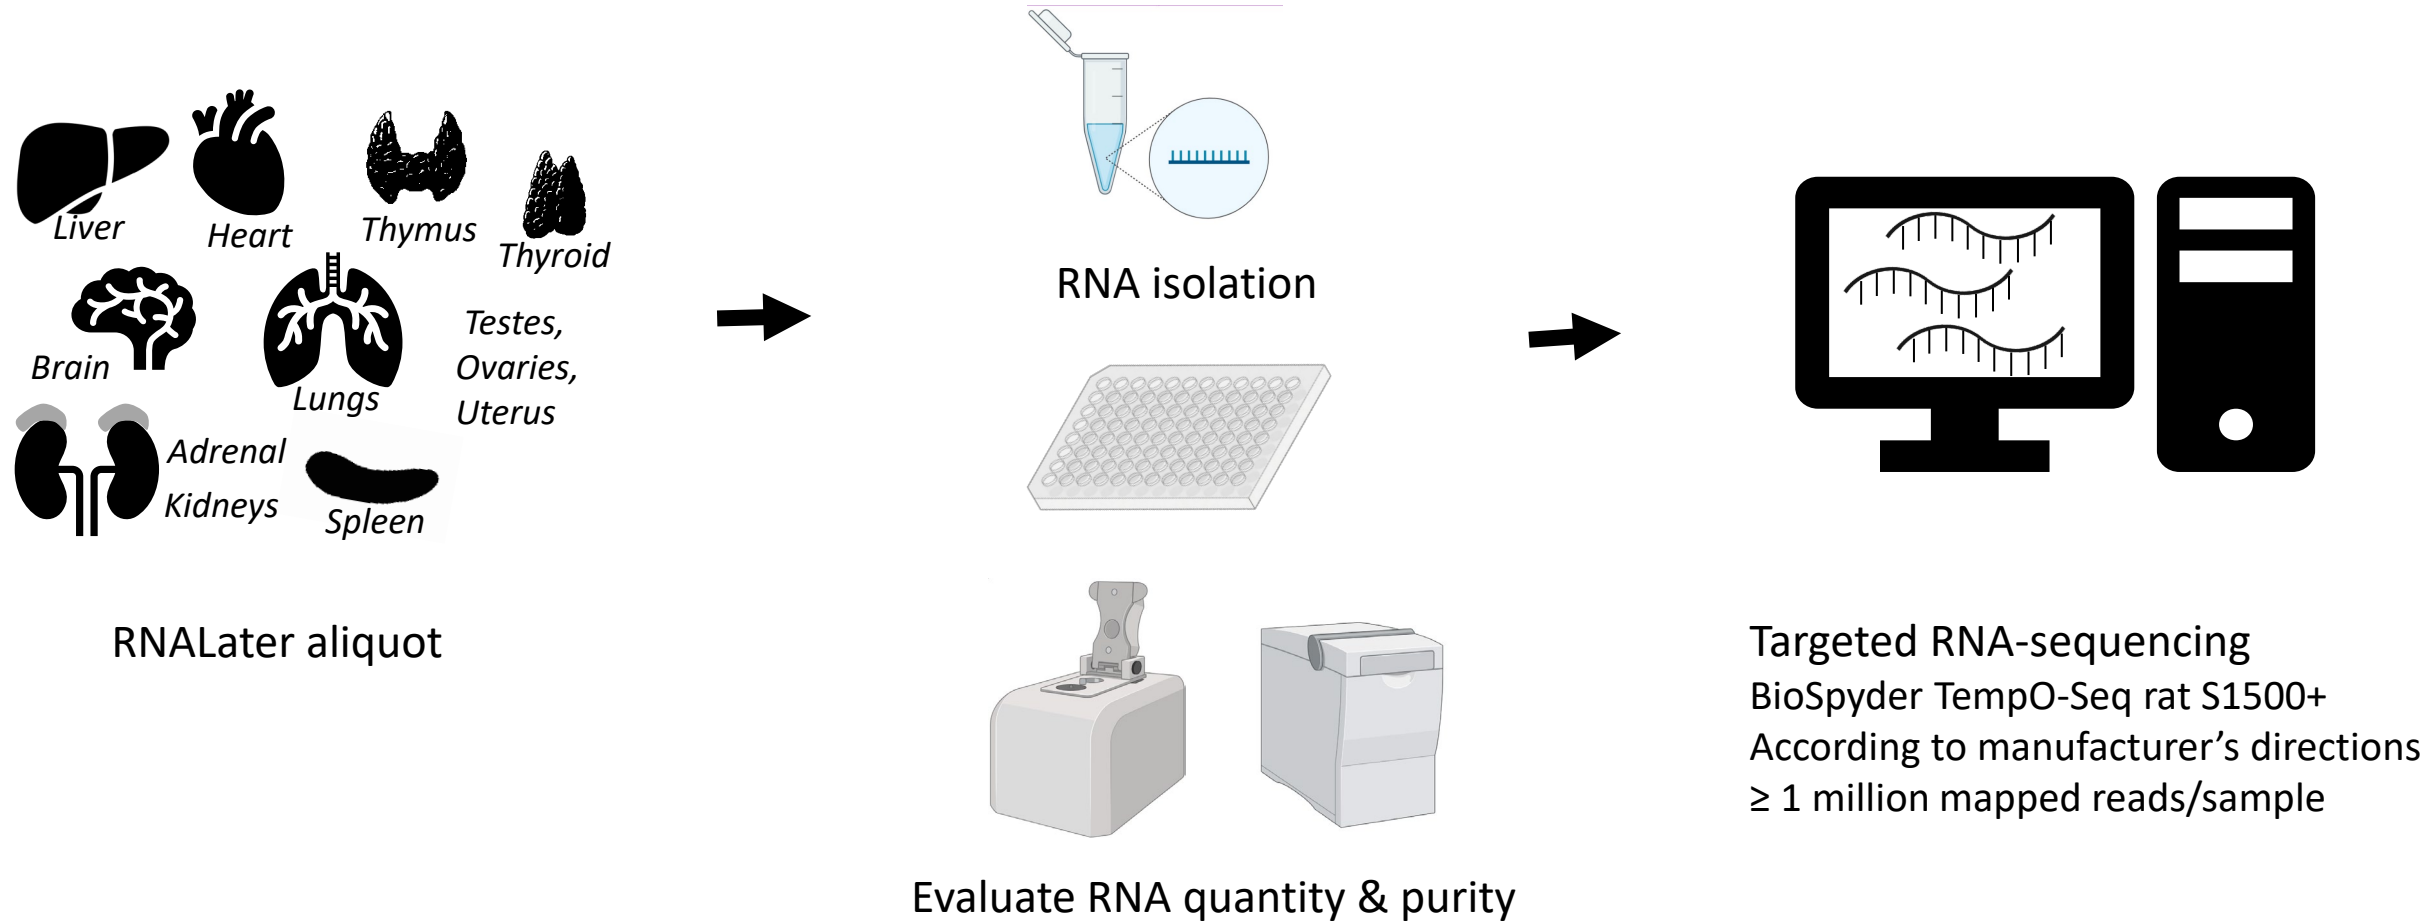 Liver
Heart
Thymus
Thyroid
Brain
Lungs
Testes,
Ovaries,
Uterus
Adrenal
Kidneys
Spleen
RNALater aliquot
RNA isolation
Evaluate RNA quantity & purity
Targeted RNA-sequencing
BioSpyder TempO-Seq rat S1500+
According to manufacturer’s directions
≥ 1 million mapped reads/sample